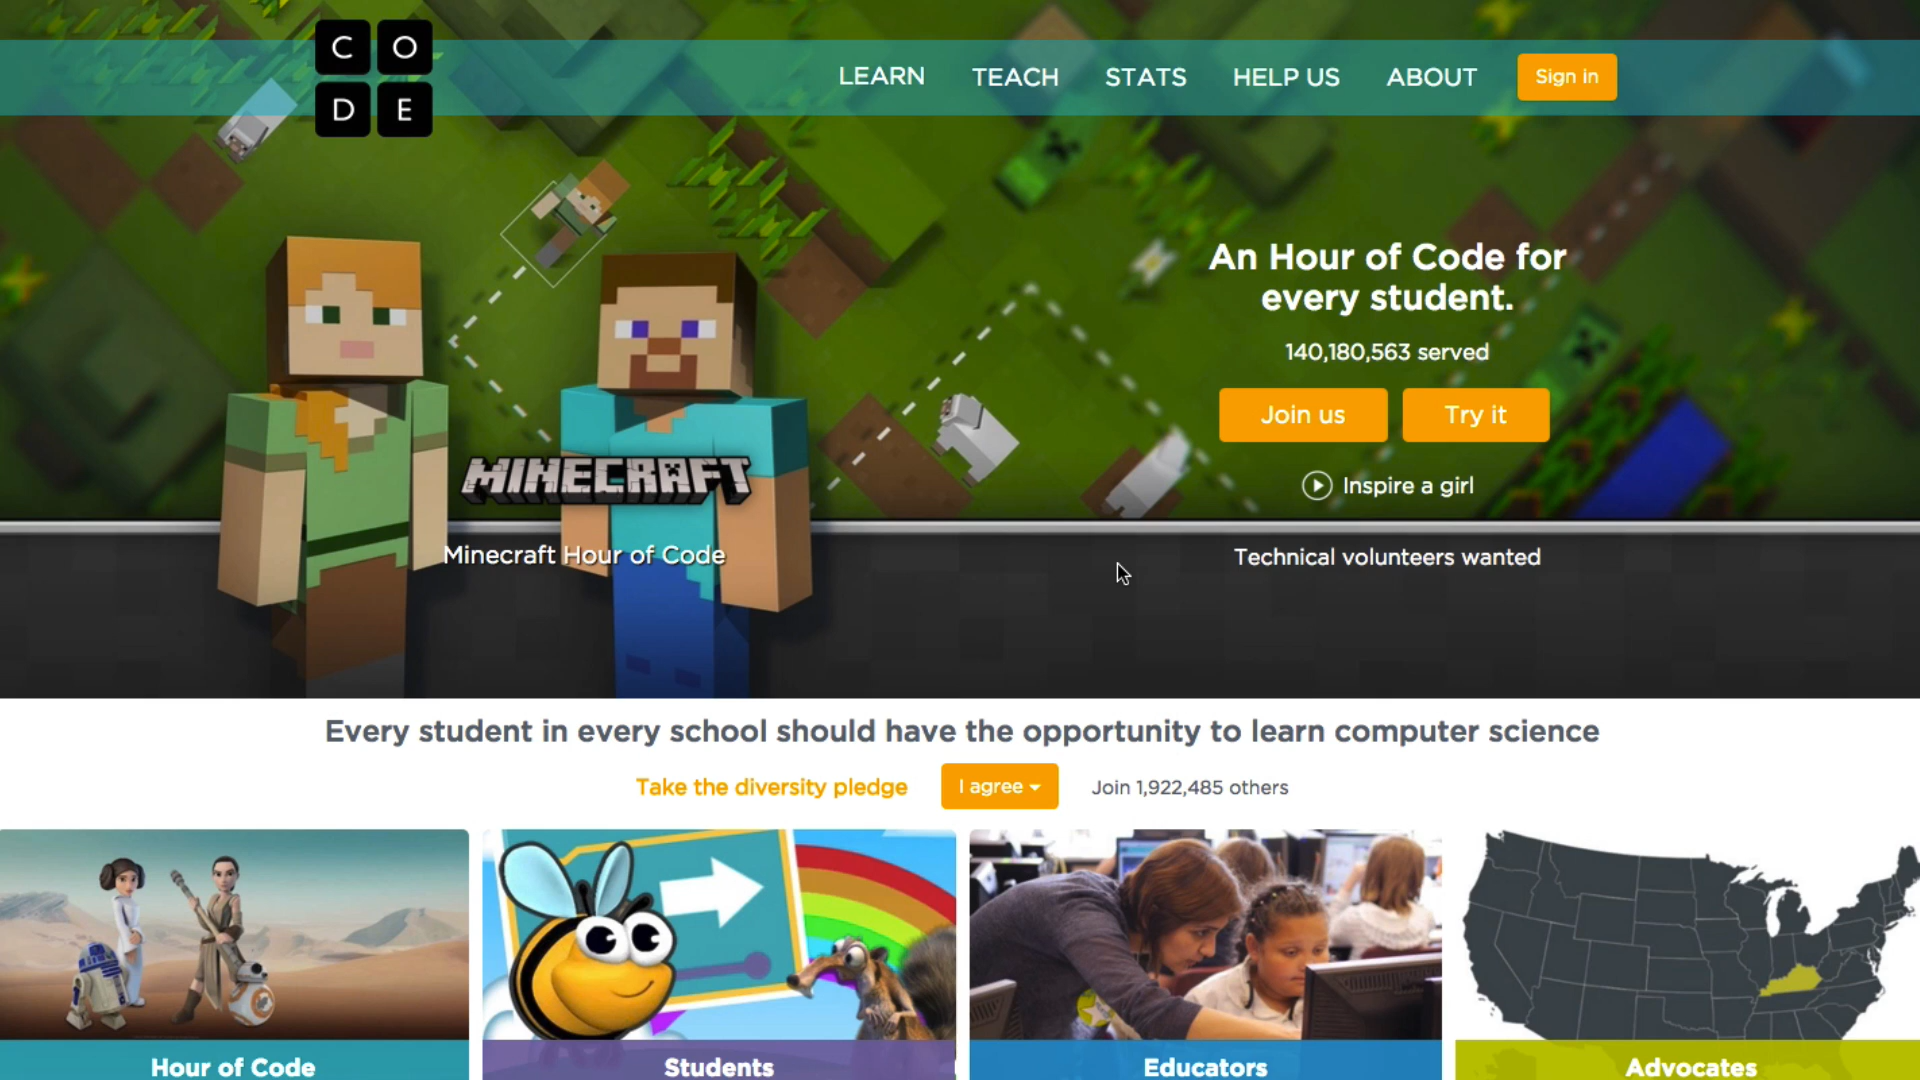 C O
D E
LEARN TEACH STATS HELP US ABOUT Sign in
An Hour of Code for
every student.
140,180,563 served
Join us Try it
Inspire a girl
MINECRAFT
Minecraft Hour of Code
Technical volunteers wanted
Every student in every school should have the opportunity to learn computer science
Take the diversity pledge I agree Join 1,922,485 others
Hour of Code Students Educators Advocates